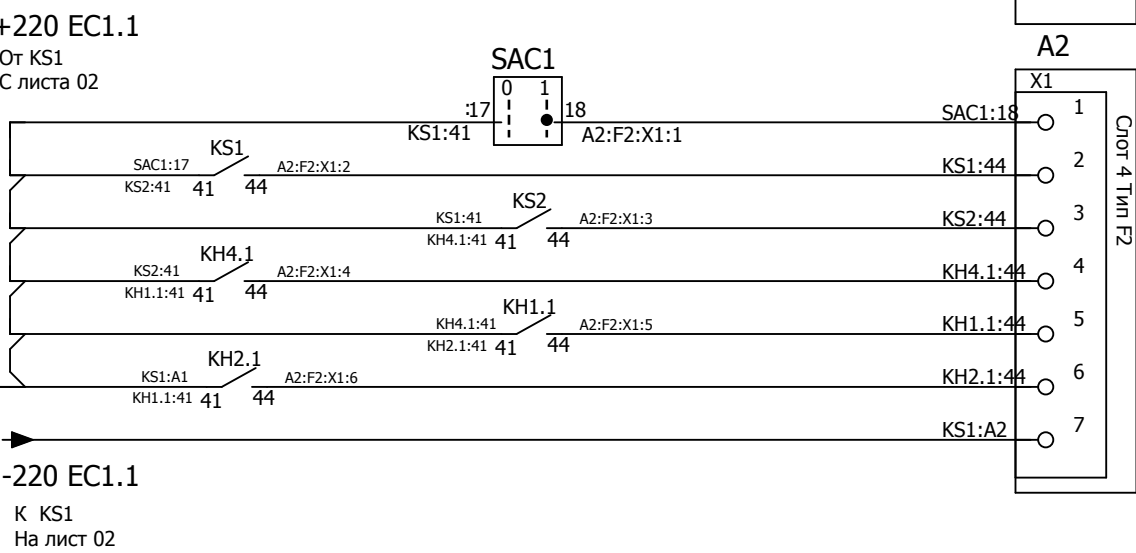 +220 EC1.1
От KS1
С листа 02
SAC1
A2
X1
0 1
:17 18
KS1:41 A2:F2:X1:1
SAC1:18 1
KS1
SAC1:17 A2:F2:X1:2
KS2:41 41 44
KS1:44 2
KS2
KS1:41 A2:F2:X1:3
KH4.1:41 41 44
KS2:44 3
KH4.1
KS2:41 A2:F2:X1:4
KH1.1:41 41 44
KH4.1:44 4
KH1.1
KH4.1:41 A2:F2:X1:5
KH2.1:41 41 44
KH1.1:44 5
KH2.1
KS1:A1 A2:F2:X1:6
KH1.1:41 41 44
KH2.1:44 6
KS1:A2 7
Слот 4 Тип F2
-220 EC1.1
К KS1
На лист 02